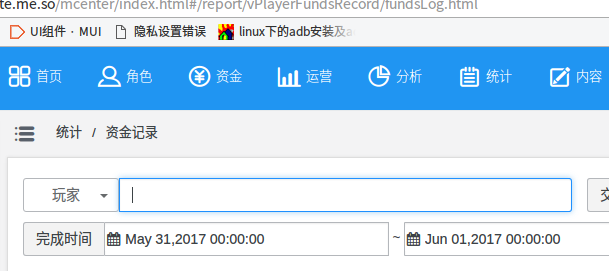 te.me.so/mcenter/index.html#/report/vPlayerFundsRecord/fundsLog.html
UI组件 · MUI 隐私设置错误 linux下的adb安装及a
首页 角色 资金 运营 分析 统计 内容
统计 / 资金记录
玩家
完成时间 May 31,2017 00:00:00 ~ Jun 01,2017 00:00:00